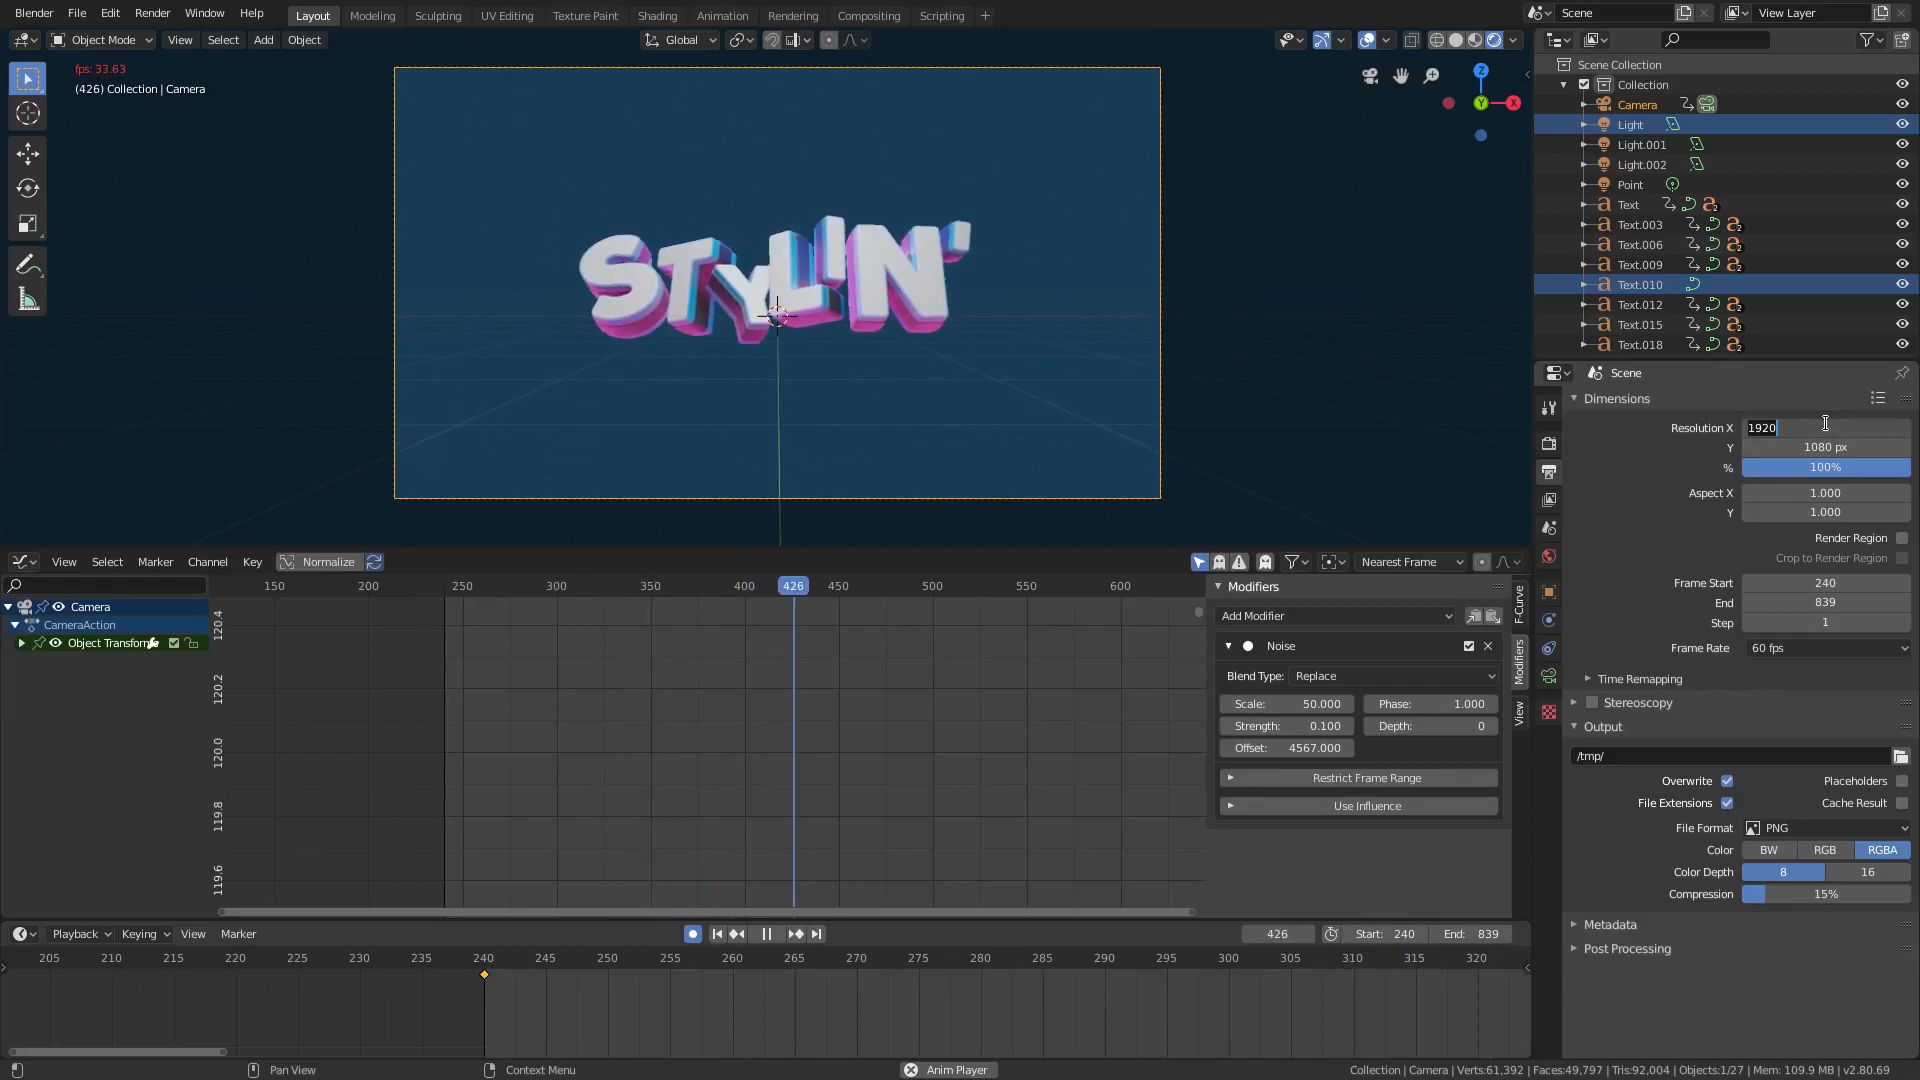 Blender File Edit Render Window Help Layout Modeling Sculpting UV Editing Texture Paint Shading Animation Rendering Compositing Scripting + Scene View Layer
Object Mode View Select Add Object Global
fps: 33.63
(426) Collection | Camera
Z
Y X
STYLIN'
Scene Collection
Collection
Camera
Light
Light.001
Light.002
Point
Text 2
Text.003 2
Text.006 2
Text.009 2
Text.010
Text.012 2
Text.015 2
Text.018 2
Scene
Dimensions
Resolution X 1920
Y 1080 px
% 100%
Aspect X 1.000
Y 1.000
Render Region
Crop to Render Region
Frame Start 240
End 839
Step 1
Frame Rate 60 fps
Time Remapping
Stereoscopy
Output
/tmp/
Overwrite Placeholders
File Extensions Cache Result
File Format PNG
Color BW RGB RGBA
Color Depth 8 16
Compression 15%
Metadata
Post Processing
View Select Marker Channel Key Normalize Nearest Frame
150 200 250 300 350 400 426 450 500 550 600
Camera
CameraAction
Object Transform
120.4
120.2
120.0
119.8
119.6
Modifiers
Add Modifier
Noise
Blend Type: Replace
Scale: 50.000 Phase: 1.000
Strength: 0.100 Depth: 0
Offset: 4567.000
Restrict Frame Range
Use Influence
F-Curve
Modifiers
View
Playback Keying View Marker 426 Start: 240 End: 839
205 210 215 220 225 230 235 240 245 250 255 260 265 270 275 280 285 290 295 300 305 310 315 320
Pan View Context Menu Anim Player Collection | Camera | Verts:61,392 | Faces:49,797 | Tris:92,004 | Objects:1/27 | Mem: 109.9 MB | v2.80.69